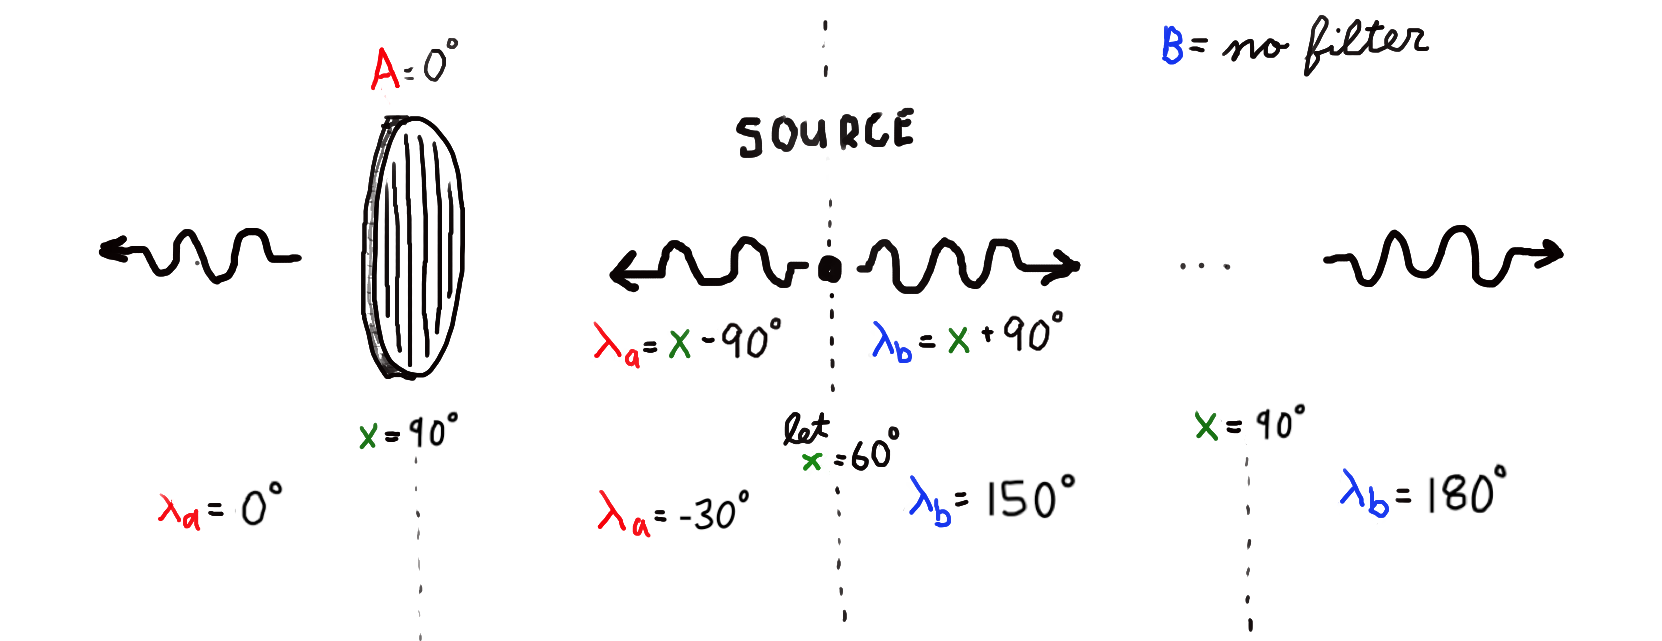 A=0°
B= no filter
SOURCE
λa= x -90°
λb= x +90°
x=90°
let
x=60°
x= 90°
λa= 0°
λa= -30°
λb= 150°
λb= 180°